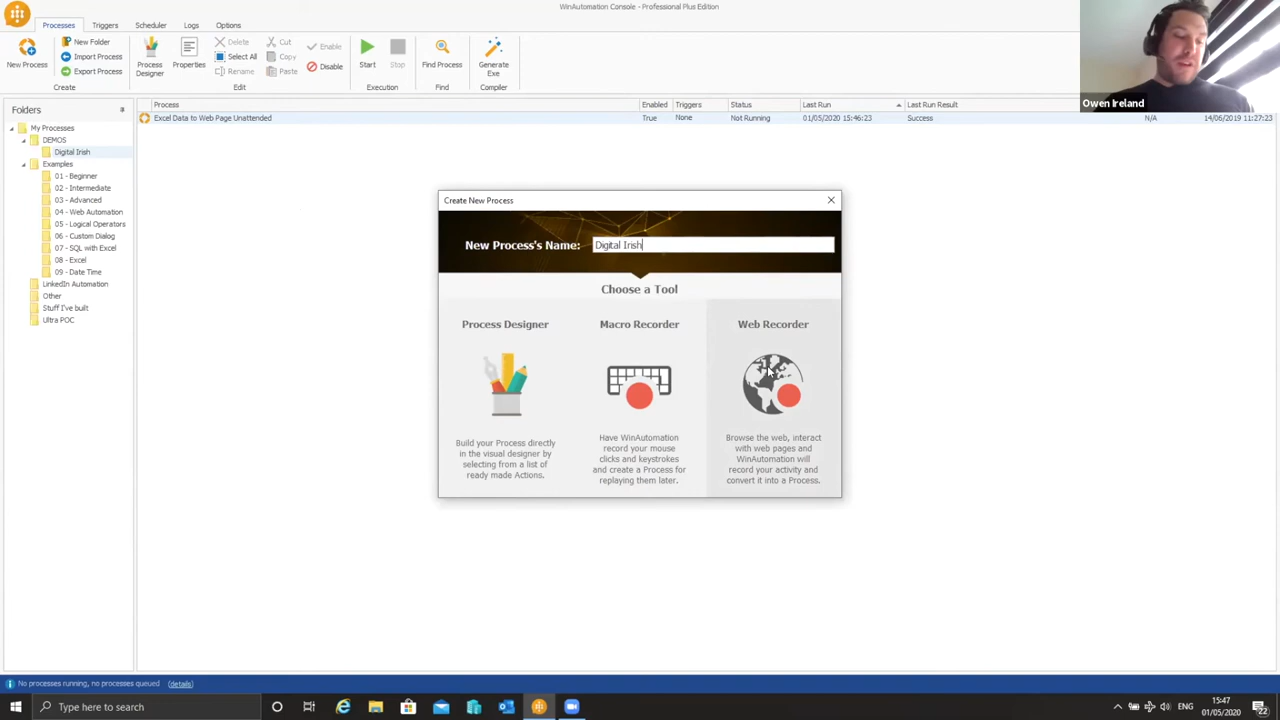 WinAutomation Console - Professional Plus Edition
Processes Triggers Scheduler Logs Options
New Process
New Folder
Import Process
Export Process
Create
Process Designer
Properties
Delete
Select All
Rename
Cut
Copy
Paste
Enable
Disable
Edit
Start
Stop
Execution
Find Process
Find
Generate Exe
Compiler
Owen Ireland
Folders
My Processes
DEMOS
Digital Irish
Examples
01 - Beginner
02 - Intermediate
03 - Advanced
04 - Web Automation
05 - Logical Operators
06 - Custom Dialog
07 - SQL with Excel
08 - Excel
09 - Date Time
LinkedIn Automation
Other
Stuff I've built
Ultra POC
Process Enabled Triggers Status Last Run Last Run Result
Excel Data to Web Page Unattended True None Not Running 01/05/2020 15:46:23 Success N/A 14/06/2019 11:27:23
Create New Process
New Process's Name: Digital Irish
Choose a Tool
Process Designer
Build your Process directly
in the visual designer by
selecting from a list of
ready made Actions.
Macro Recorder
Have WinAutomation
record your mouse
clicks and keystrokes
and create a Process for
replaying them later.
Web Recorder
Browse the web, interact
with web pages and
WinAutomation will
record your activity and
convert it into a Process.
No processes running, no processes queued (details)
Type here to search
ENG
15:47
01/05/2020
22